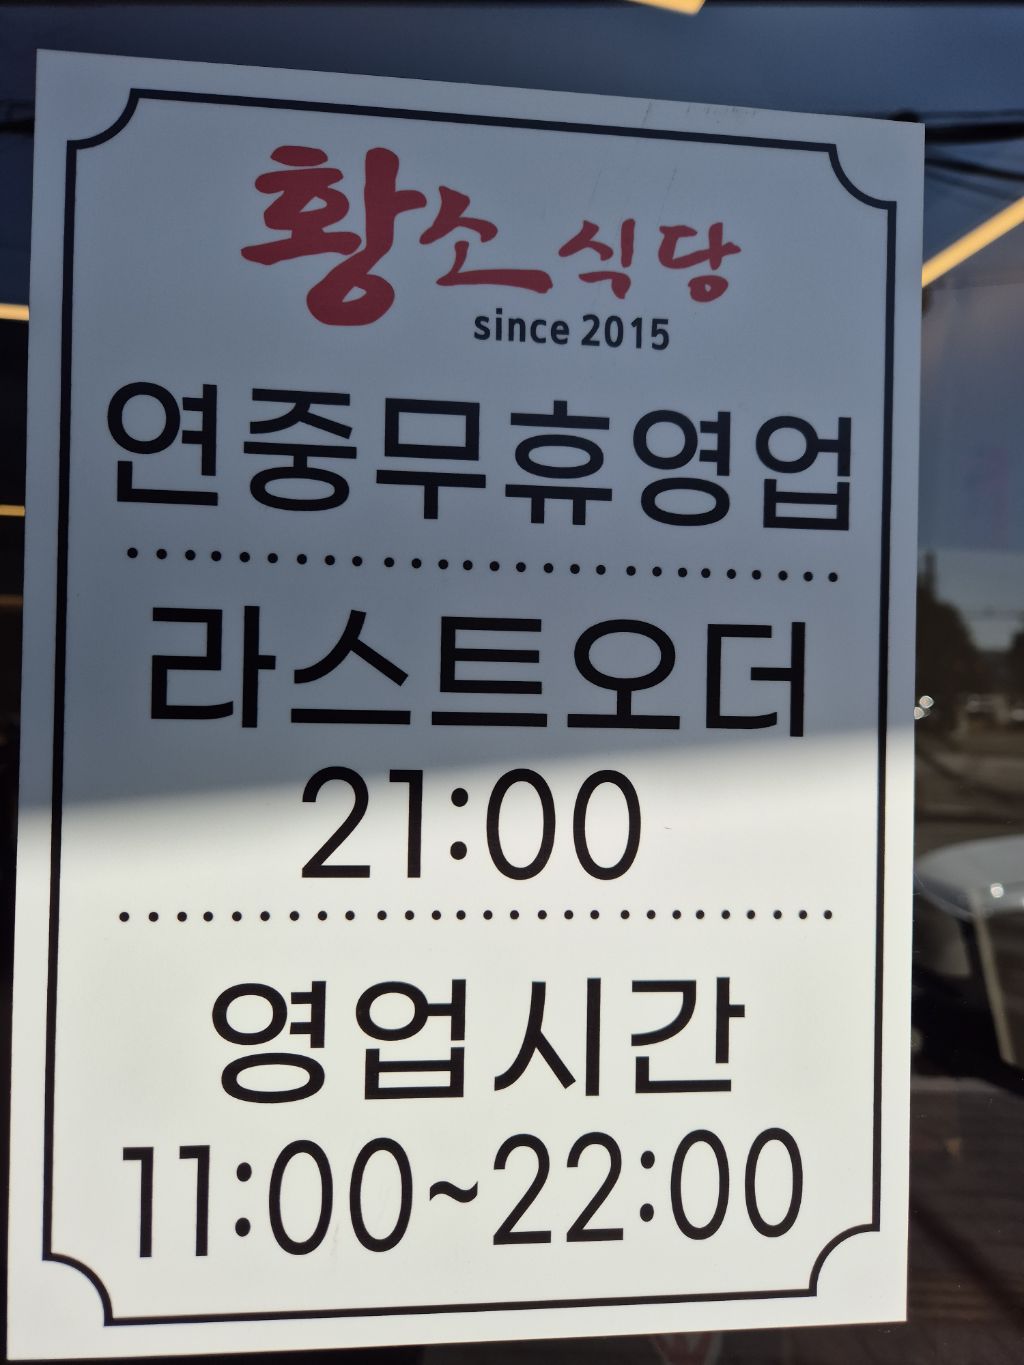 황소식당
since 2015
연중무휴영업
라스트오더
21:00
영업시간
11:00~22:00